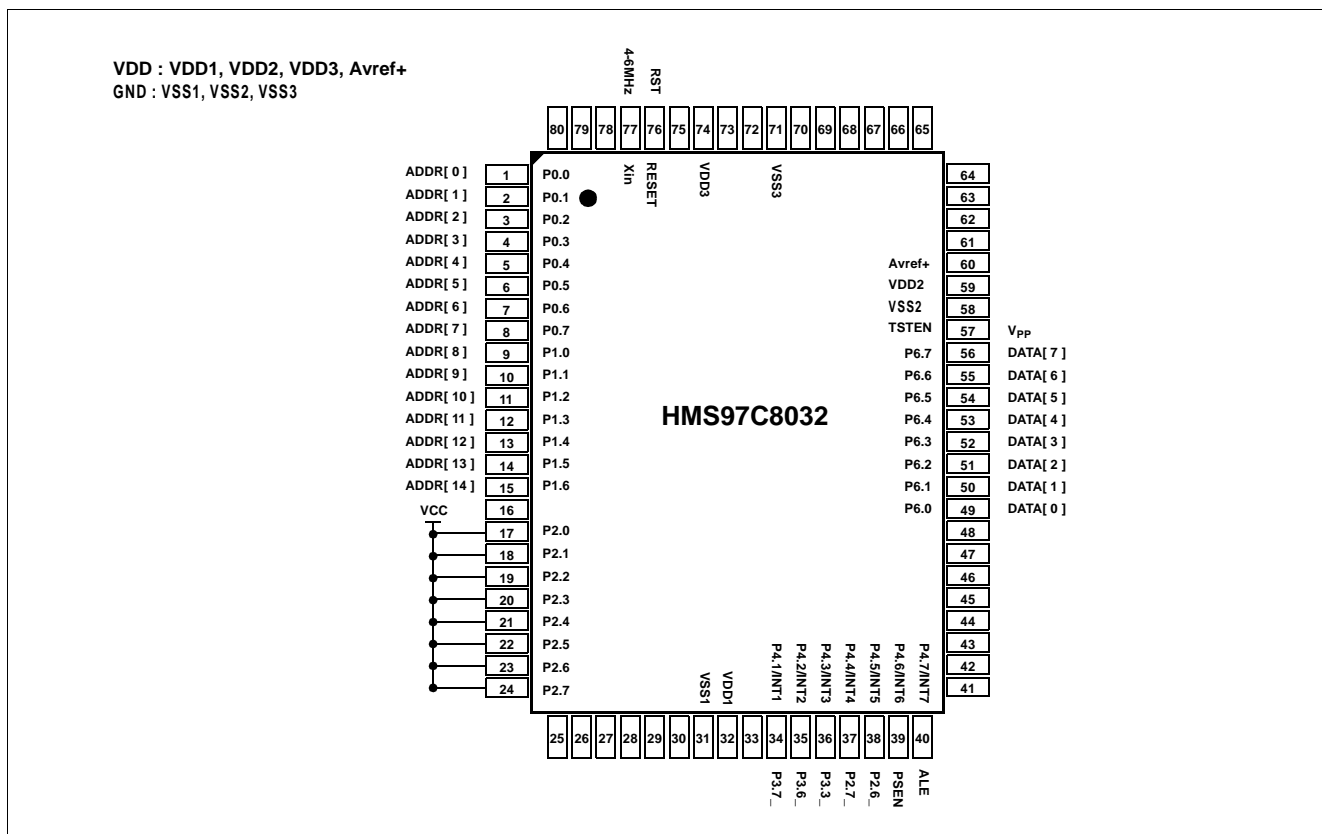 VDD : VDD1, VDD2, VDD3, Avref+
GND : VSS1, VSS2, VSS3
4-6MHz
RST
80 79 78 77 76 75 74 73 72 71 70 69 68 67 66 65
Xin
RESET
VDD3
VSS3
ADDR[ 0 ] 1 P0.0
ADDR[ 1 ] 2 P0.1
ADDR[ 2 ] 3 P0.2
ADDR[ 3 ] 4 P0.3
ADDR[ 4 ] 5 P0.4
ADDR[ 5 ] 6 P0.5
ADDR[ 6 ] 7 P0.6
ADDR[ 7 ] 8 P0.7
ADDR[ 8 ] 9 P1.0
ADDR[ 9 ] 10 P1.1
ADDR[ 10 ] 11 P1.2
ADDR[ 11 ] 12 P1.3
ADDR[ 12 ] 13 P1.4
ADDR[ 13 ] 14 P1.5
ADDR[ 14 ] 15 P1.6
VCC 16
17 P2.0
18 P2.1
19 P2.2
20 P2.3
21 P2.4
22 P2.5
23 P2.6
24 P2.7
HMS97C8032
64
63
62
61
Avref+ 60
VDD2 59
VSS2 58
TSTEN 57 VPP
P6.7 56 DATA[ 7 ]
P6.6 55 DATA[ 6 ]
P6.5 54 DATA[ 5 ]
P6.4 53 DATA[ 4 ]
P6.3 52 DATA[ 3 ]
P6.2 51 DATA[ 2 ]
P6.1 50 DATA[ 1 ]
P6.0 49 DATA[ 0 ]
48
47
46
45
44
43
42
41
VSS1
VDD1
P4.1/INT1
P4.2/INT2
P4.3/INT3
P4.4/INT4
P4.5/INT5
P4.6/INT6
P4.7/INT7
25 26 27 28 29 30 31 32 33 34 35 36 37 38 39 40
P3.7_
P3.6_
P3.3_
P2.7_
P2.6_
PSEN
ALE